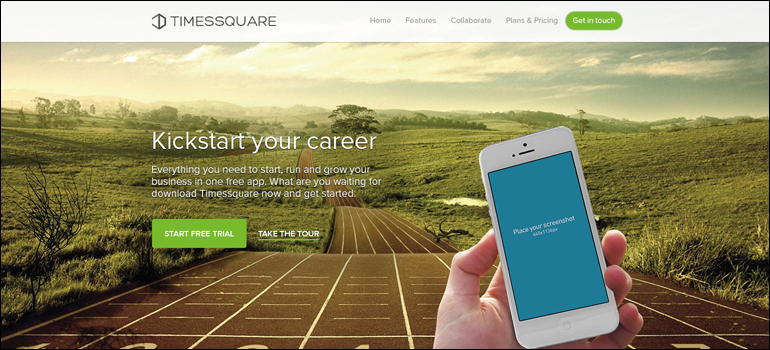 TIMESSQUARE
Home Features Collaborate Plans & Pricing Get in touch
Kickstart your career
Everything you need to start, run and grow your
business in one free app. What are you waiting for
download Timessquare now and get started.
START FREE TRIAL TAKE THE TOUR
Place your screenshot
640x1136px